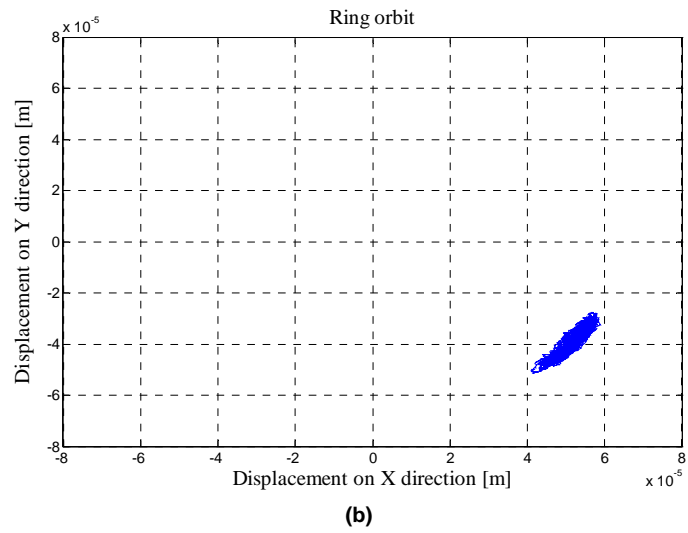 Ring orbit
x 10-5
8
6
4
2
0
-2
-4
-6
-8
Displacement on Y direction [m]
-8 -6 -4 -2 0 2 4 6 8
Displacement on X direction [m]
x 10-5
(b)